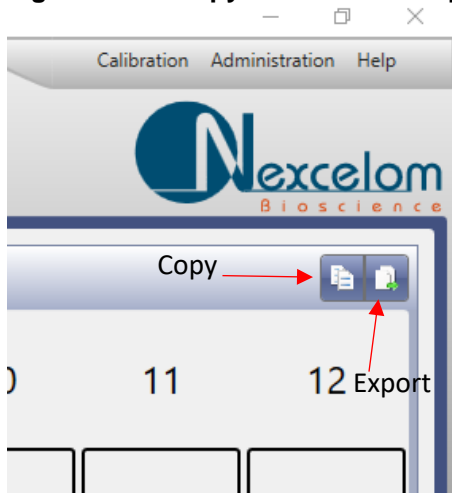 Calibration Administration Help
Nexcelom
Bioscience
Copy
11 12 Export